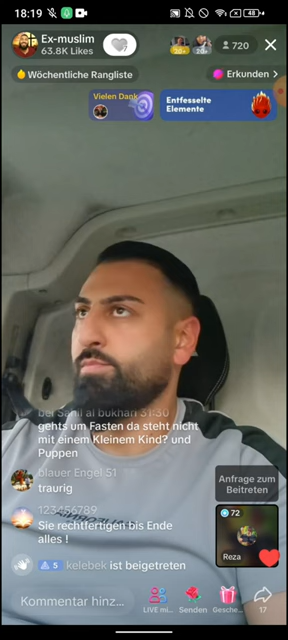 18:19
48
Ex-muslim
63.8K Likes
20+
20+
720
Wöchentliche Rangliste
Erkunden >
Vielen Dank
Entfesselte
Elemente
bei Sahil al bukhari 31:30
gehts um Fasten da steht nicht
mit einem Kleinem Kind? und
Puppen
blauer Engel 51
traurig
123456789
Sie rechtfertigen bis Ende
alles !
5 kelebek ist beigetreten
Anfrage zum
Beitreten
72
Reza
Kommentar hinz...
LIVE mi...
Senden
Gesche...
17